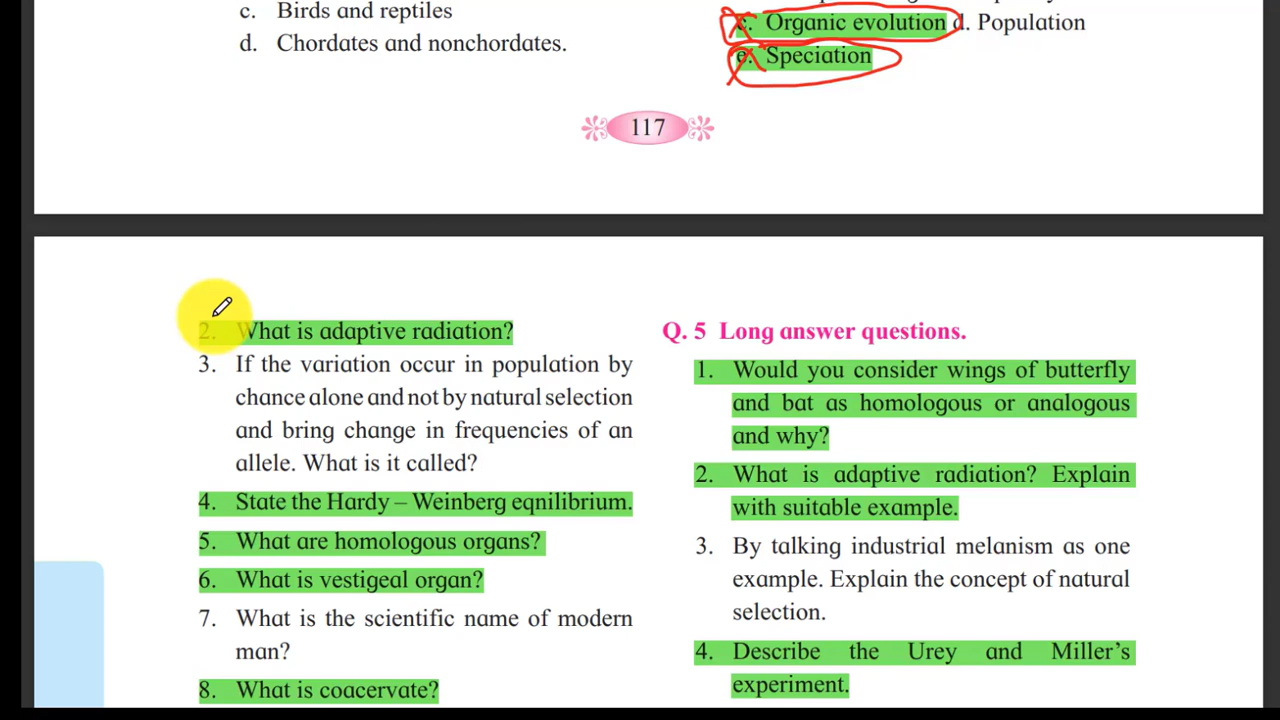 c. Birds and reptiles
d. Chordates and nonchordates.
c. Organic evolution d. Population
e. Speciation
117
2. What is adaptive radiation?
3. If the variation occur in population by
chance alone and not by natural selection
and bring change in frequencies of an
allele. What is it called?
4. State the Hardy – Weinberg eqnilibrium.
5. What are homologous organs?
6. What is vestigeal organ?
7. What is the scientific name of modern
man?
8. What is coacervate?
Q. 5 Long answer questions.
1. Would you consider wings of butterfly
and bat as homologous or analogous
and why?
2. What is adaptive radiation? Explain
with suitable example.
3. By talking industrial melanism as one
example. Explain the concept of natural
selection.
4. Describe the Urey and Miller's
experiment.